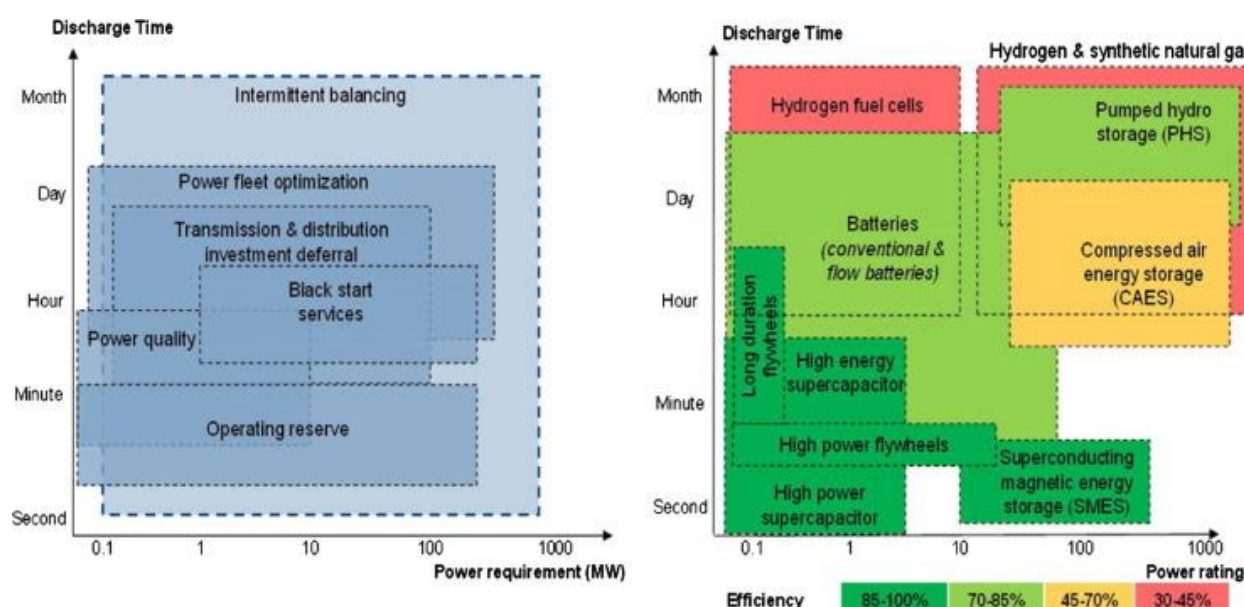 Discharge Time
Month
Day
Hour
Minute
Second
Intermittent balancing
Power fleet optimization
Transmission & distribution
investment deferral
Black start
services
Power quality
Operating reserve
0.1 1 10 100 1000
Power requirement (MW)
Discharge Time
Hydrogen & synthetic natural ga
Month
Day
Hour
Minute
Second
Hydrogen fuel cells
Pumped hydro
storage (PHS)
Batteries
(conventional &
flow batteries)
Compressed air
energy storage
(CAES)
Long duration
flywheels
High energy
supercapacitor
High power flywheels
Superconducting
magnetic energy
storage (SMES)
High power
supercapacitor
0.1 1 10 100 1000
Power rating
Efficiency 85-100% 70-85% 45-70% 30-45%